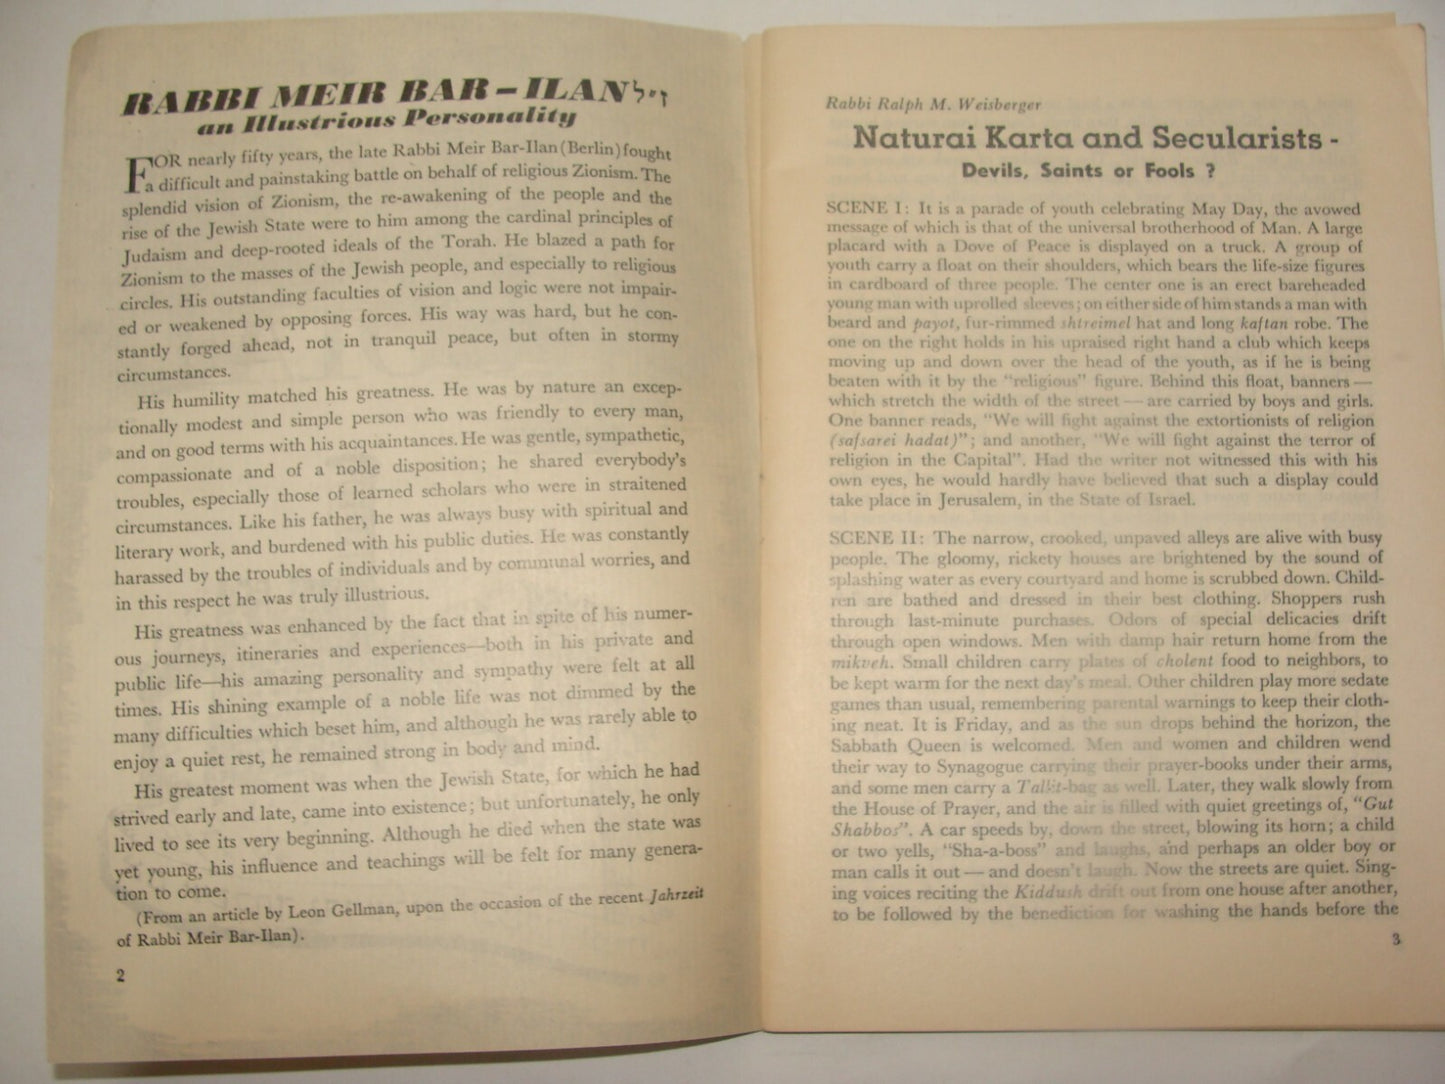 RABBI MEIR BAR-ILAN ז״ל
an Illustrious Personality
FOR nearly fifty years, the late Rabbi Meir Bar-Ilan (Berlin) fought
a difficult and painstaking battle on behalf of religious Zionism. The
splendid vision of Zionism, the re-awakening of the people and the
rise of the Jewish State were to him among the cardinal principles of
Judaism and deep-rooted ideals of the Torah. He blazed a path for
Zionism to the masses of the Jewish people, and especially to religious
circles. His outstanding faculties of vision and logic were not impair-
ed or weakened by opposing forces. His way was hard, but he con-
stantly forged ahead, not in tranquil peace, but often in stormy
circumstances.
His humility matched his greatness. He was by nature an excep-
tionally modest and simple person who was friendly to every man,
and on good terms with his acquaintances. He was gentle, sympathetic,
compassionate and of a noble disposition; he shared everybody's
troubles, especially those of learned scholars who were in straitened
circumstances. Like his father, he was always busy with spiritual and
literary work, and burdened with his public duties. He was constantly
harassed by the troubles of individuals and by communal worries, and
in this respect he was truly illustrious.
His greatness was enhanced by the fact that in spite of his numer-
ous journeys, itineraries and experiences—both in his private and
public life—his amazing personality and sympathy were felt at all
times. His shining example of a noble life was not dimmed by the
many difficulties which beset him, and although he was rarely able to
enjoy a quiet rest, he remained strong in body and mind.
His greatest moment was when the Jewish State, for which he had
strived early and late, came into existence; but unfortunately, he only
lived to see its very beginning. Although he died when the state was
yet young, his influence and teachings will be felt for many genera-
tion to come.
(From an article by Leon Gellman, upon the occasion of the recent Jahrzeit
of Rabbi Meir Bar-Ilan).
2
Rabbi Ralph M. Weisberger
Naturai Karta and Secularists -
Devils, Saints or Fools ?
SCENE I: It is a parade of youth celebrating May Day, the avowed
message of which is that of the universal brotherhood of Man. A large
placard with a Dove of Peace is displayed on a truck. A group of
youth carry a float on their shoulders, which bears the life-size figures
in cardboard of three people. The center one is an erect bareheaded
young man with uprolled sleeves; on either side of him stands a man with
beard and payot, fur-rimmed shtreimel hat and long kaftan robe. The
one on the right holds in his upraised right hand a club which keeps
moving up and down over the head of the youth, as if he is being
beaten with it by the "religious" figure. Behind this float, banners —
which stretch the width of the street — are carried by boys and girls.
One banner reads, "We will fight against the extortionists of religion
(safsarei hadat)"; and another, "We will fight against the terror of
religion in the Capital". Had the writer not witnessed this with his
own eyes, he would hardly have believed that such a display could
take place in Jerusalem, in the State of Israel.
SCENE II: The narrow, crooked, unpaved alleys are alive with busy
people. The gloomy, rickety houses are brightened by the sound of
splashing water as every courtyard and home is scrubbed down. Child-
ren are bathed and dressed in their best clothing. Shoppers rush
through last-minute purchases. Odors of special delicacies drift
through open windows. Men with damp hair return home from the
mikveh. Small children carry plates of cholent food to neighbors, to
be kept warm for the next day's meal. Other children play more sedate
games than usual, remembering parental warnings to keep their cloth-
ing neat. It is Friday, and as the sun drops behind the horizon, the
Sabbath Queen is welcomed. Men and women and children wend
their way to Synagogue carrying their prayer-books under their arms,
and some men carry a Tallit-bag as well. Later, they walk slowly from
the House of Prayer, and the air is filled with quiet greetings of, "Gut
Shabbos". A car speeds by, down the street, blowing its horn; a child
or two yells, "Sha-a-boss" and laughs, and perhaps an older boy or
man calls it out — and doesn't laugh. Now the streets are quiet. Sing-
ing voices reciting the Kiddush drift out from one house after another,
to be followed by the benediction for washing the hands before the
3